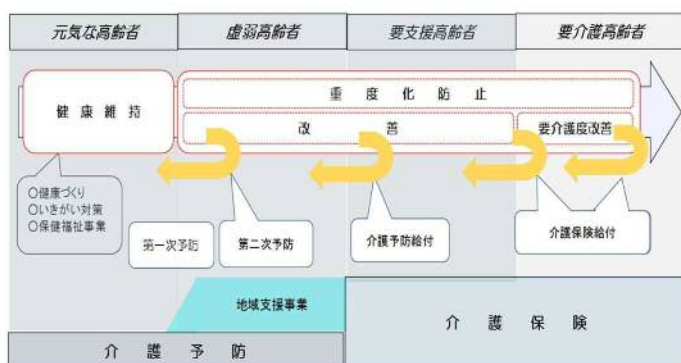 元気な高齢者
虚弱高齢者
要支援高齢者
要介護高齢者
健康維持
重度化防止
改善
要介護度改善
〇健康づくり
〇いきがい対策
〇保健福祉事業
第一次予防
第二次予防
介護予防給付
介護保険給付
地域支援事業
介護保険
介護予防